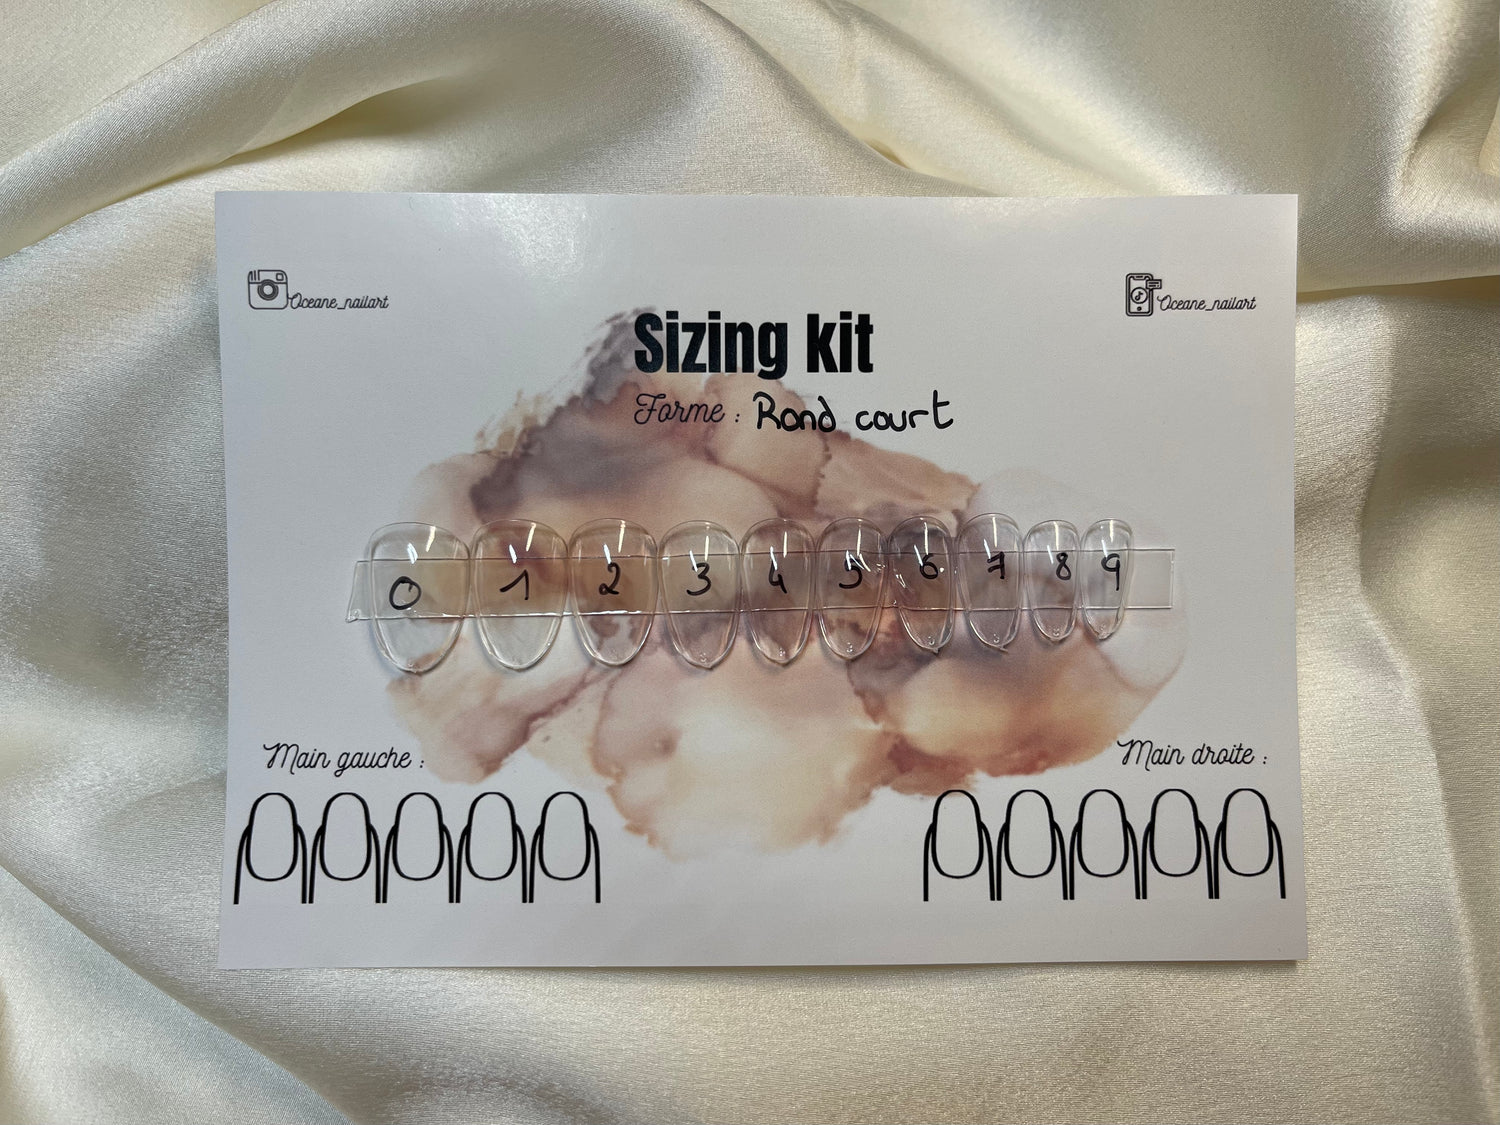 Oceane_nailart
Oceane_nailart
Sizing kit
Forme : Rond court
0 1 2 3 4 5 6. 7 8 9
Main gauche :
Main droite :